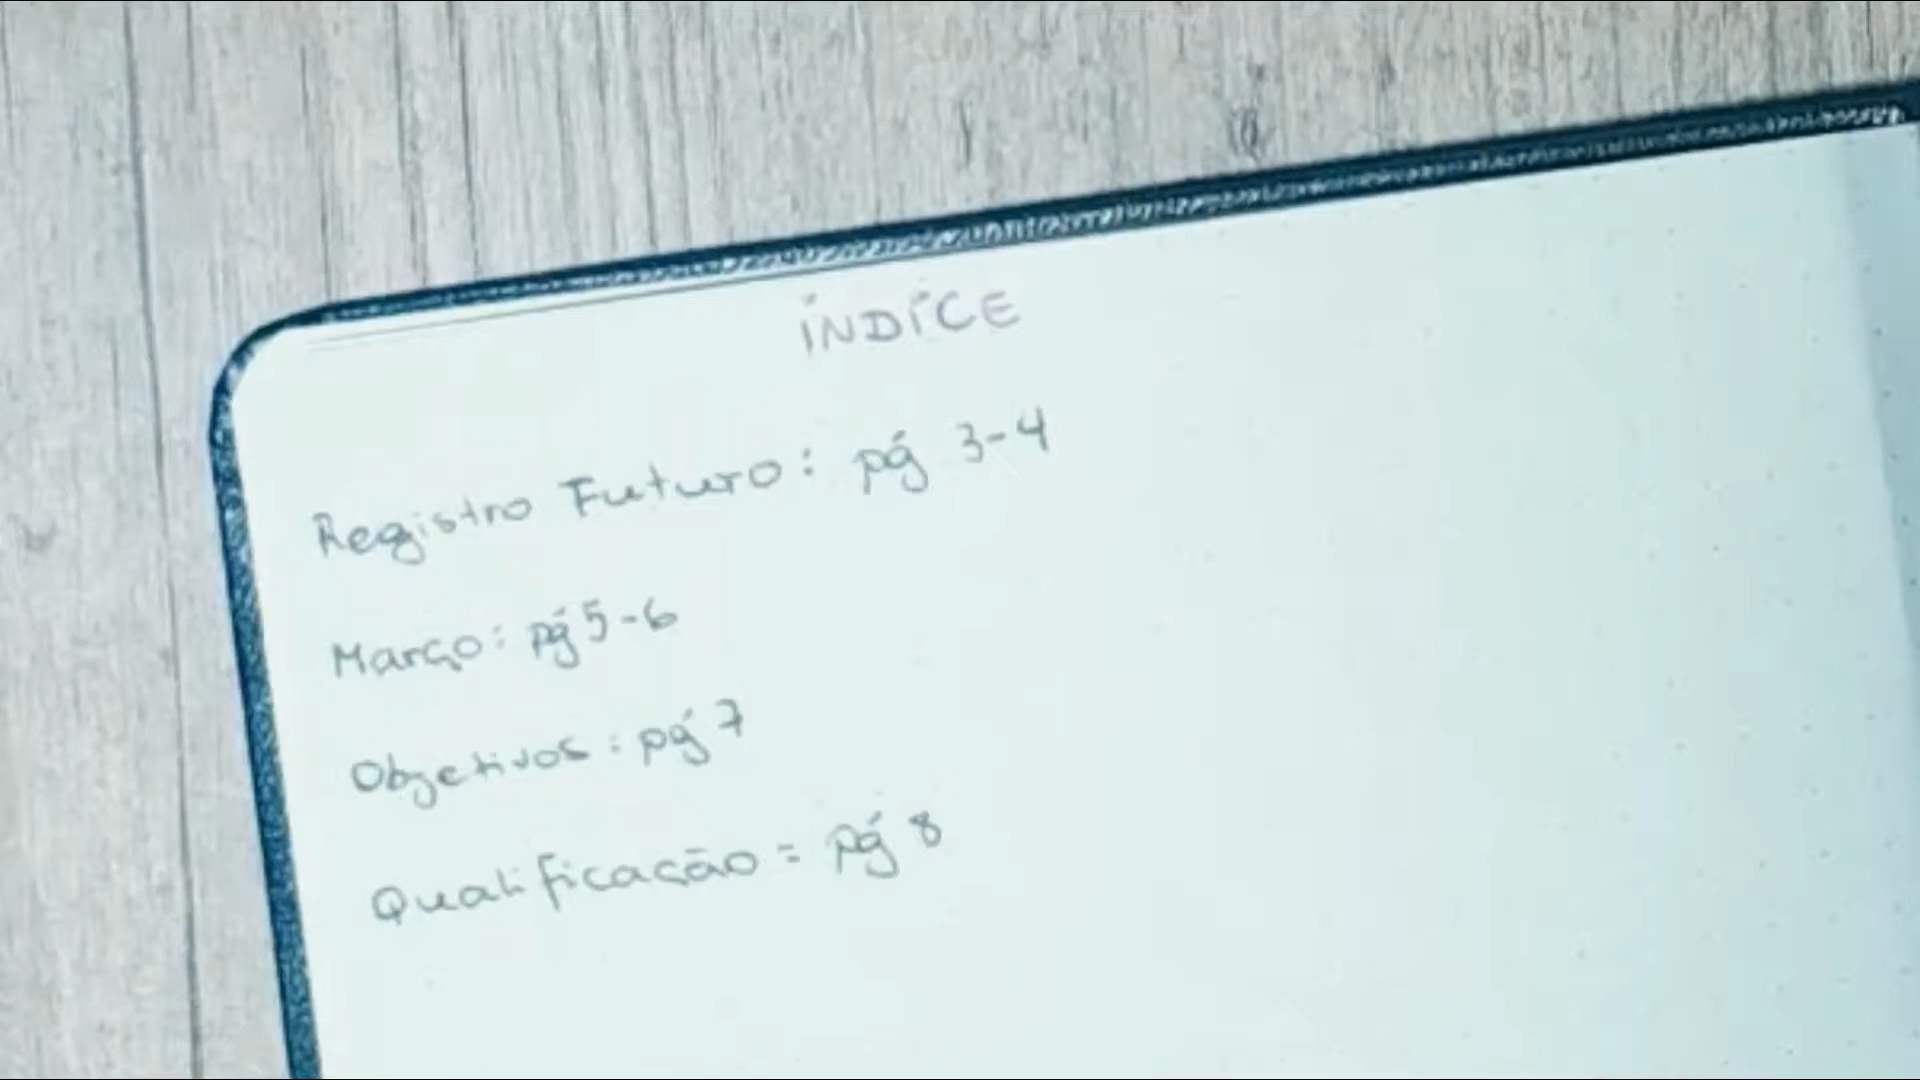 ÍNDICE
Registro Futuro: pág 3-4
Março: pág 5-6
Objetivos: pág 7
Qualificação = pág 8